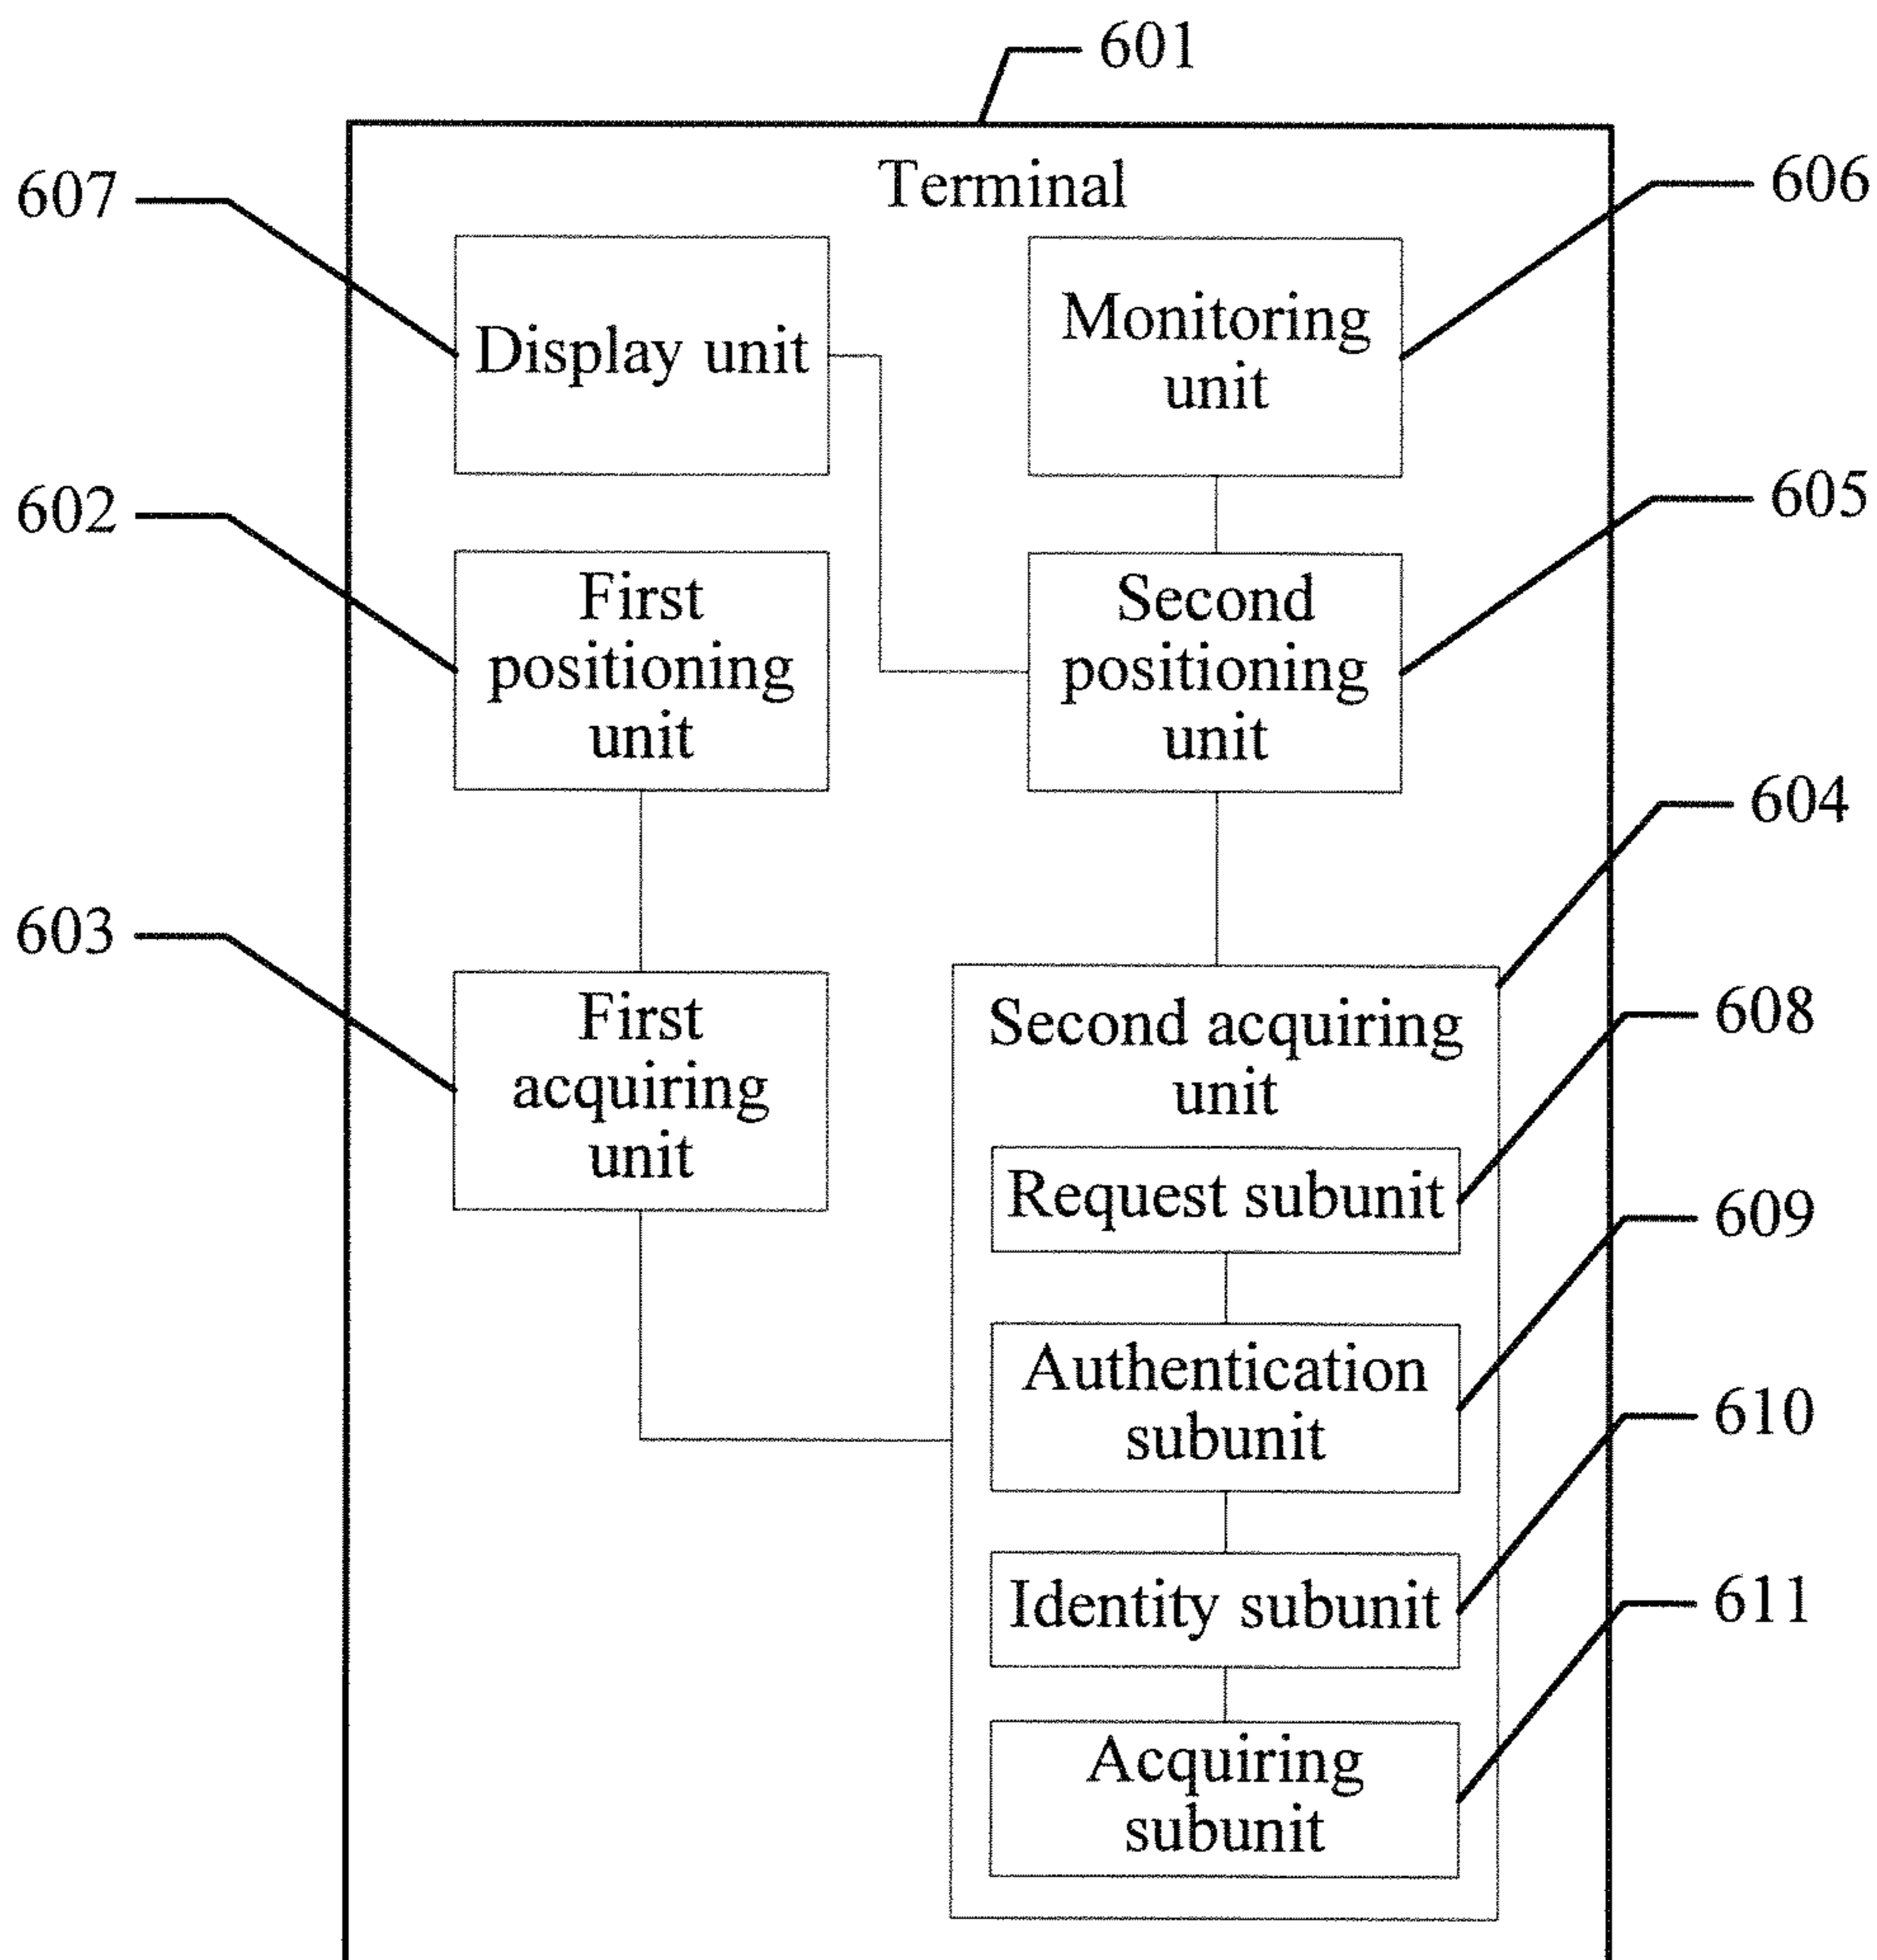 601
Terminal
607
606
Display unit
Monitoring
unit
602
605
First
positioning
unit
Second
positioning
unit
604
603
First
acquiring
unit
Second acquiring
unit
608
Request subunit
609
Authentication
subunit
610
Identity subunit
611
Acquiring
subunit